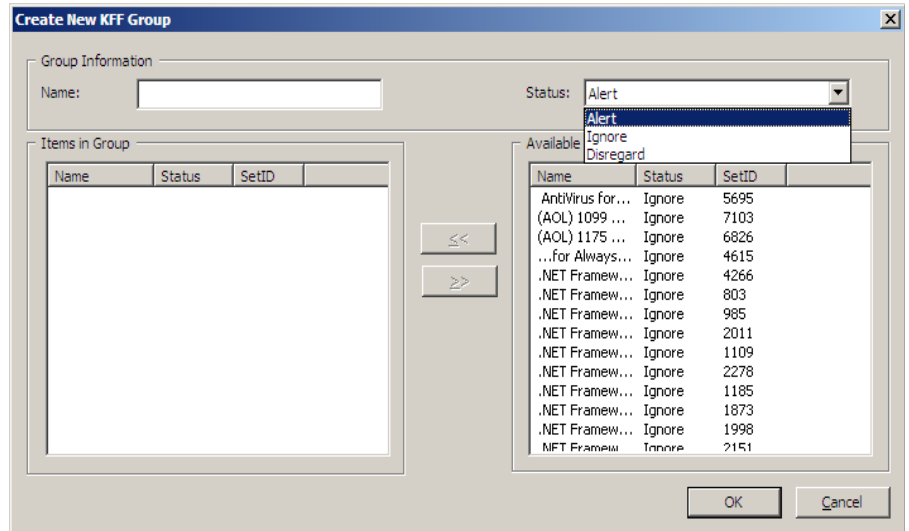 Create New KFF Group
Group Information
Name:
Status: Alert
Alert
Ignore
Disregard
Items in Group
Name Status SetID
<<
>>
Available
Name Status SetID
AntiVirus for... Ignore 5695
(AOL) 1099 ... Ignore 7103
(AOL) 1175 ... Ignore 6826
...for Always... Ignore 4615
.NET Framew... Ignore 4266
.NET Framew... Ignore 803
.NET Framew... Ignore 985
.NET Framew... Ignore 2011
.NET Framew... Ignore 1109
.NET Framew... Ignore 2278
.NET Framew... Ignore 1185
.NET Framew... Ignore 1873
.NET Framew... Ignore 1998
.NET Framew... Ignore 2151
OK Cancel